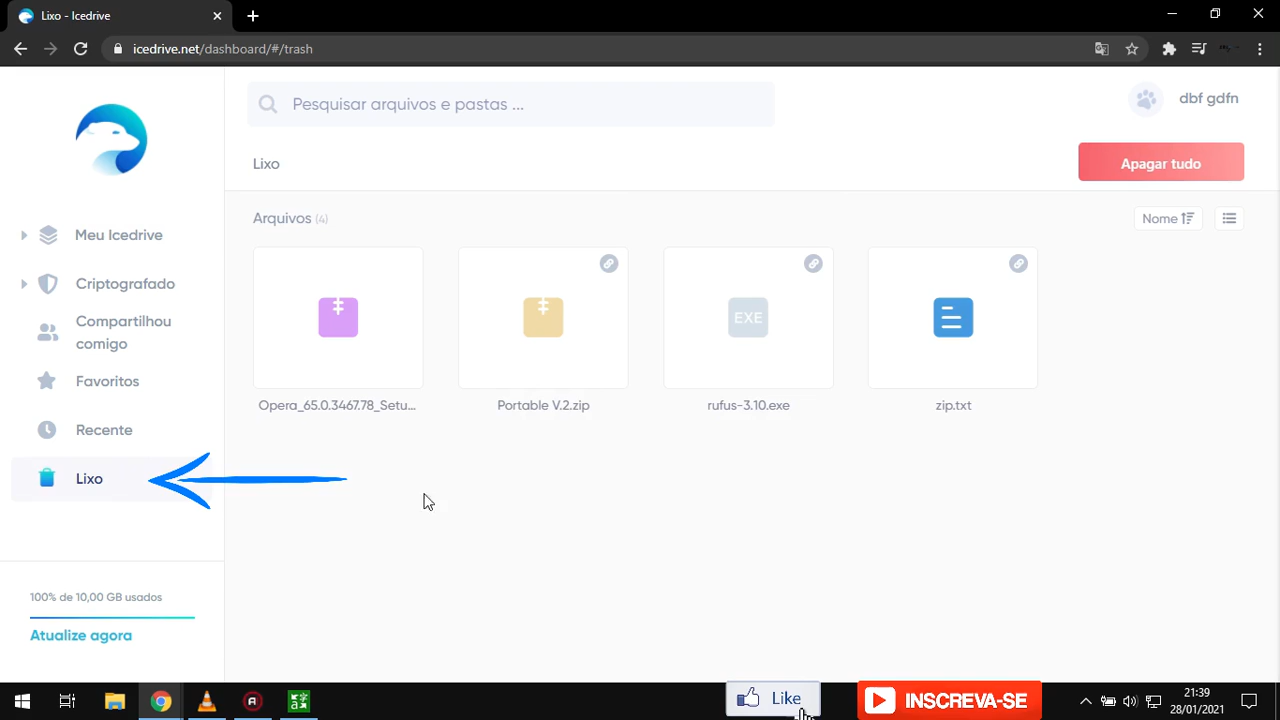 Lixo - Icedrive
icedrive.net/dashboard/#/trash
Pesquisar arquivos e pastas ...
dbf gdfn
Lixo
Apagar tudo
Meu Icedrive
Criptografado
Compartilhou
comigo
Favoritos
Recente
Lixo
100% de 10,00 GB usados
Atualize agora
Arquivos (4)
Nome
EXE
Opera_65.0.3467.78_Setu...
Portable V.2.zip
rufus-3.10.exe
zip.txt
Like
INSCREVA-SE
21:39
28/01/2021